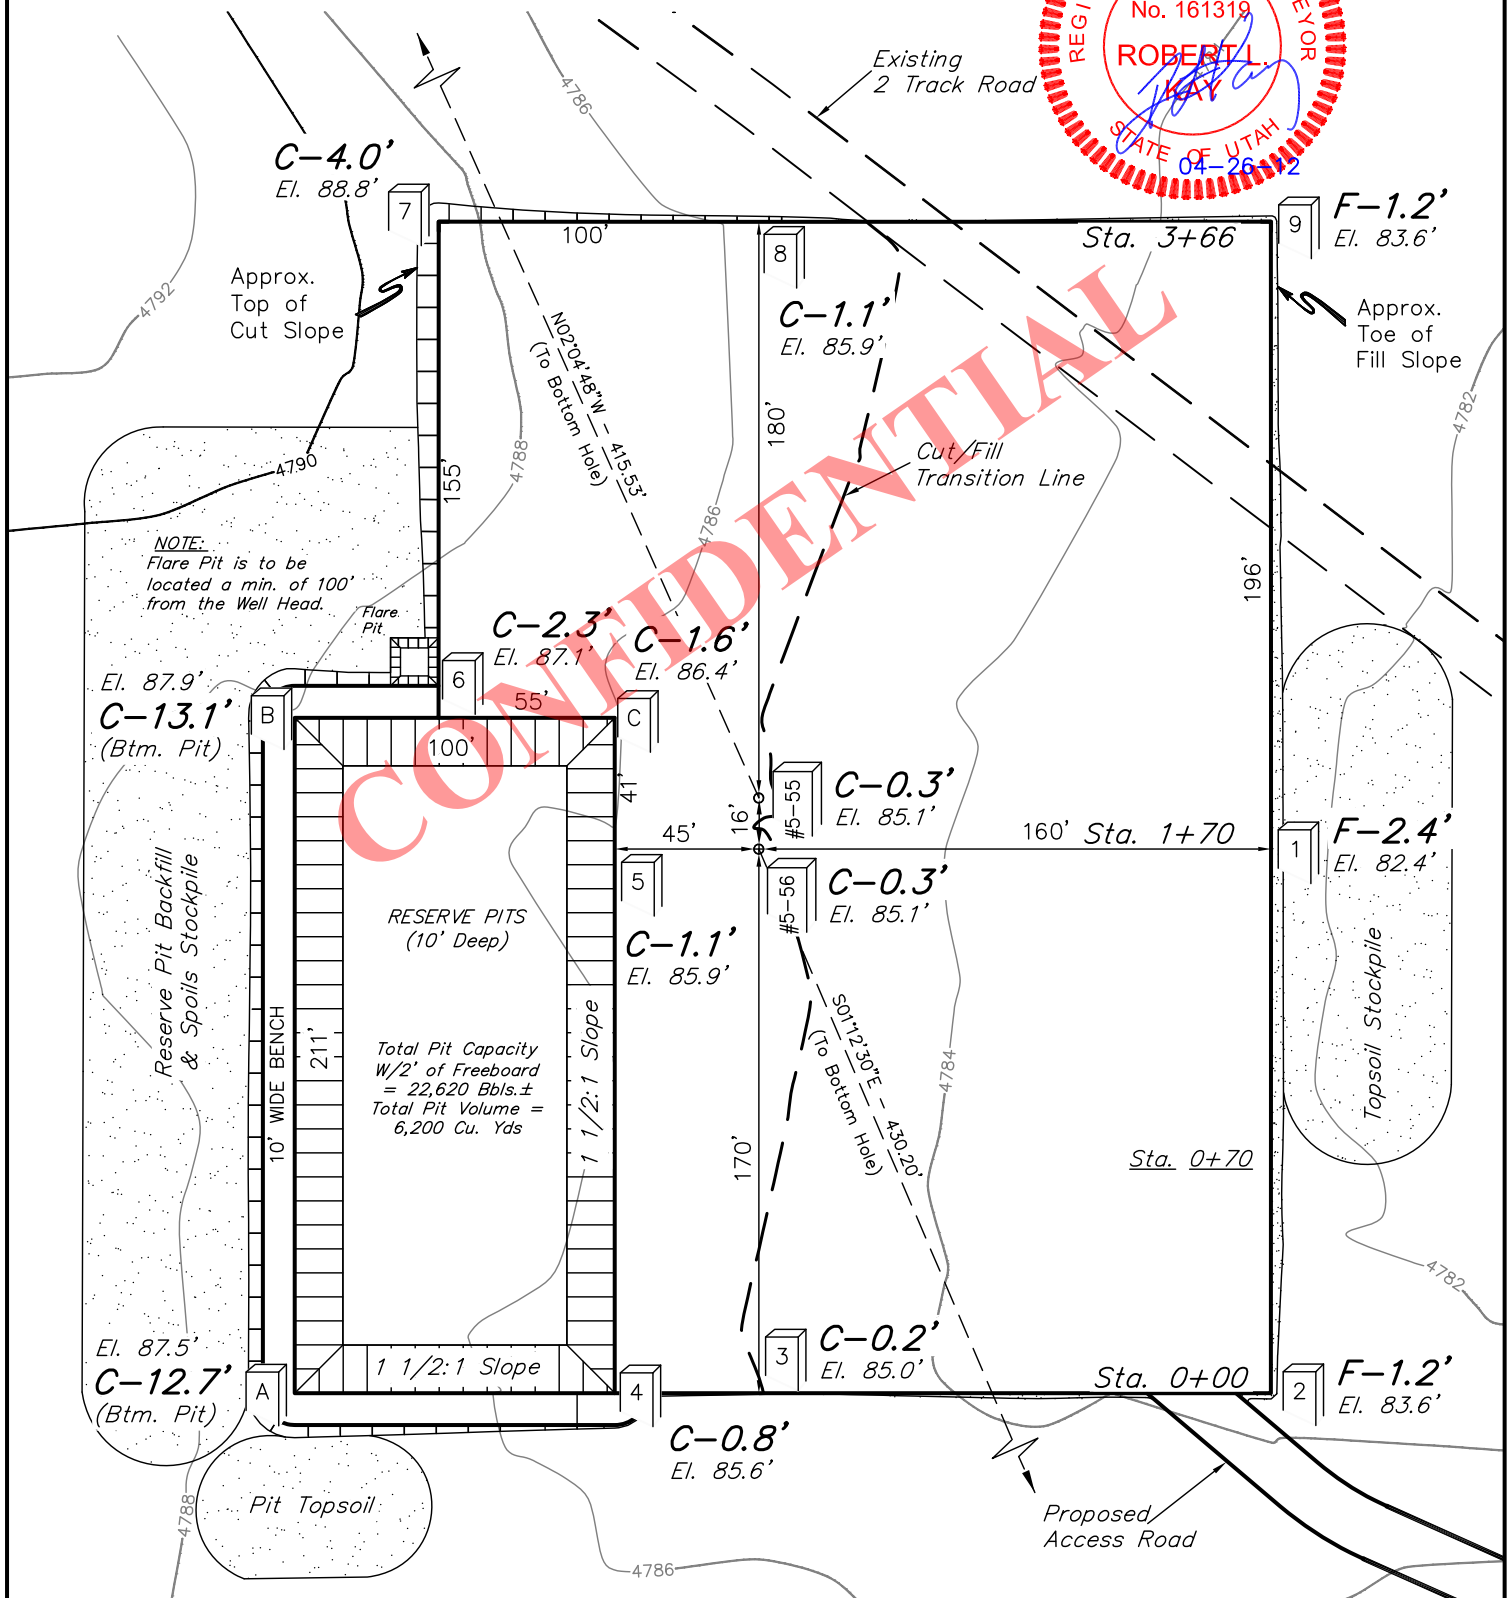 No. 161319
ROBERT L.
KAY
STATE OF UTAH
04-26-12
Existing
2 Track Road
4786
C-4.0'
El. 88.8'
7
100'
8
Sta. 3+66
9
F-1.2'
El. 83.6'
Approx.
Top of
Cut Slope
4792
C-1.1'
El. 85.9'
Approx.
Toe of
Fill Slope
N02°04'48"W - 415.53'
(To Bottom Hole)
180'
4782
4790
155'
4788
4786
Cut/Fill
Transition Line
CONFIDENTIAL
NOTE:
Flare Pit is to be
located a min. of 100'
from the Well Head.
Flare
Pit
196'
C-2.3'
El. 87.1'
C-1.6'
El. 86.4'
El. 87.9'
C-13.1'
(Btm. Pit)
B
6
55'
C
100'
41'
45'
16'
#5-55
C-0.3'
El. 85.1'
160'
Sta. 1+70
1
F-2.4'
El. 82.4'
5
#5-56
C-0.3'
El. 85.1'
C-1.1'
El. 85.9'
RESERVE PITS
(10' Deep)
Reserve Pit Backfill
& Spoils Stockpile
10' WIDE BENCH
211'
Total Pit Capacity
W/2' of Freeboard
= 22,620 Bbls.±
Total Pit Volume =
6,200 Cu. Yds
1 1/2:1 Slope
S01°12'30"E - 430.20'
(To Bottom Hole)
4784
Topsoil Stockpile
170'
Sta. 0+70
4782
El. 87.5'
C-12.7'
(Btm. Pit)
A
1 1/2:1 Slope
4
3
C-0.2'
El. 85.0'
Sta. 0+00
2
F-1.2'
El. 83.6'
C-0.8'
El. 85.6'
Pit Topsoil
4788
4786
Proposed
Access Road